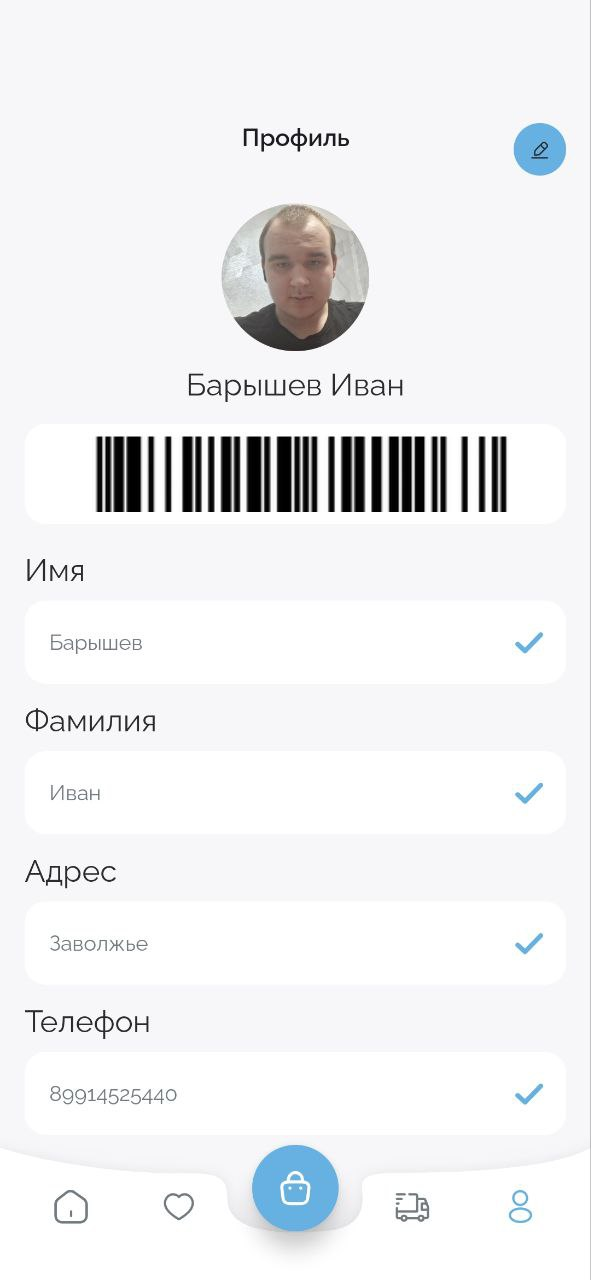 Профиль
Барышев Иван
Имя
Барышев
Фамилия
Иван
Адрес
Заволжье
Телефон
89914525440